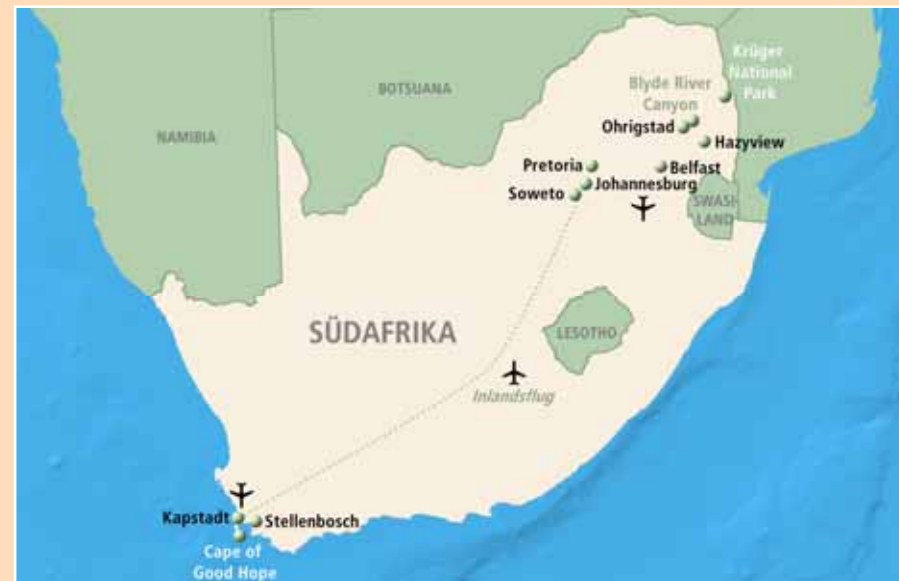 BOTSUANA
NAMIBIA
Krüger
National
Park
Blyde River
Canyon
Ohrigstad
Hazyview
Pretoria
Belfast
Johannesburg
Soweto
SWASI-
LAND
SÜDAFRIKA
LESOTHO
Inlandsflug
Kapstadt
Stellenbosch
Cape of
Good Hope